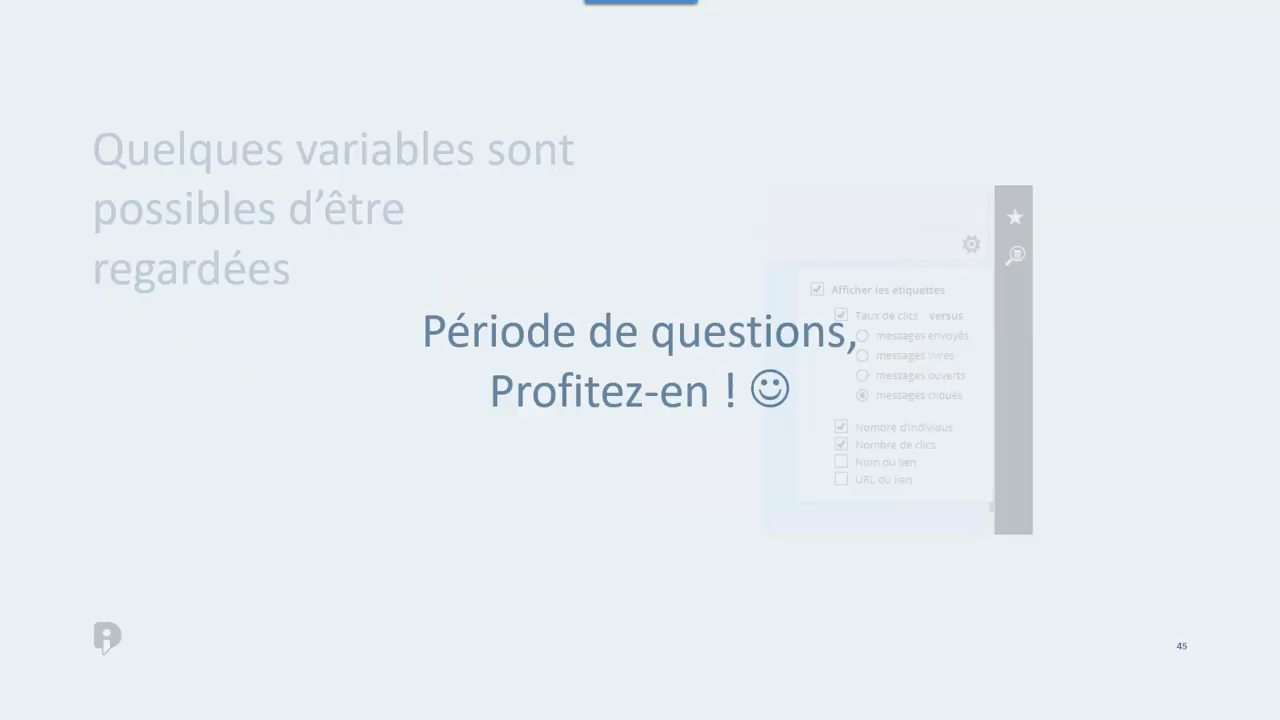 Quelques variables sont
possibles d’être
regardées
Période de questions,
Profitez-en ! ☺
Afficher les étiquettes
Taux de clics versus
messages envoyés
messages livrés
messages ouverts
messages cliqués
Nombre d'individus
Nombre de clics
Nom du lien
URL du lien
45